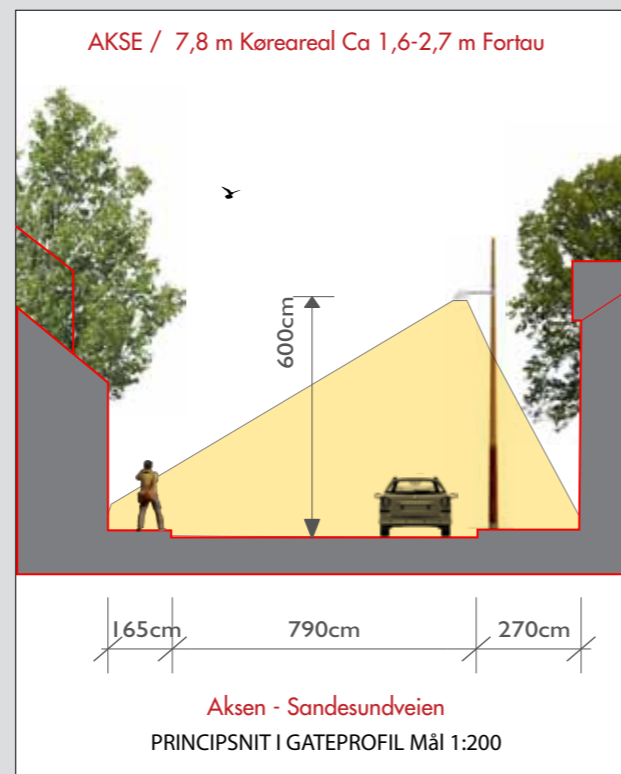 AKSE / 7,8 m Køreareal Ca 1,6-2,7 m Fortau
600cm
165cm 790cm 270cm
Aksen - Sandesundveien
PRINCIPSNIT I GATEPROFIL Mål 1:200